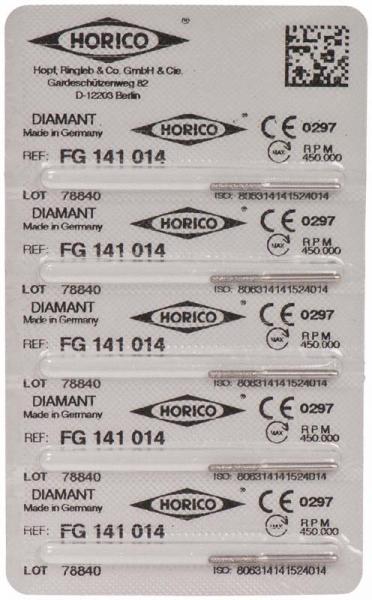 HORICO ®
Hopf, Ringleb & Co. GmbH & Cie.
Gardeschützenweg 82
D-12203 Berlin
DIAMANT HORICO ® CE 0297
Made in Germany
REF: FG 141 014 MAX RPM 450.000
LOT 78840 ISO: 806314141524014
DIAMANT HORICO ® CE 0297
Made in Germany
REF: FG 141 014 MAX RPM 450.000
LOT 78840 ISO: 806314141524014
DIAMANT HORICO ® CE 0297
Made in Germany
REF: FG 141 014 MAX RPM 450.000
LOT 78840 ISO: 806314141524014
DIAMANT HORICO ® CE 0297
Made in Germany
REF: FG 141 014 MAX RPM 450.000
LOT 78840 ISO: 806314141524014
DIAMANT HORICO ® CE 0297
Made in Germany
REF: FG 141 014 MAX RPM 450.000
LOT 78840 ISO: 806314141524014